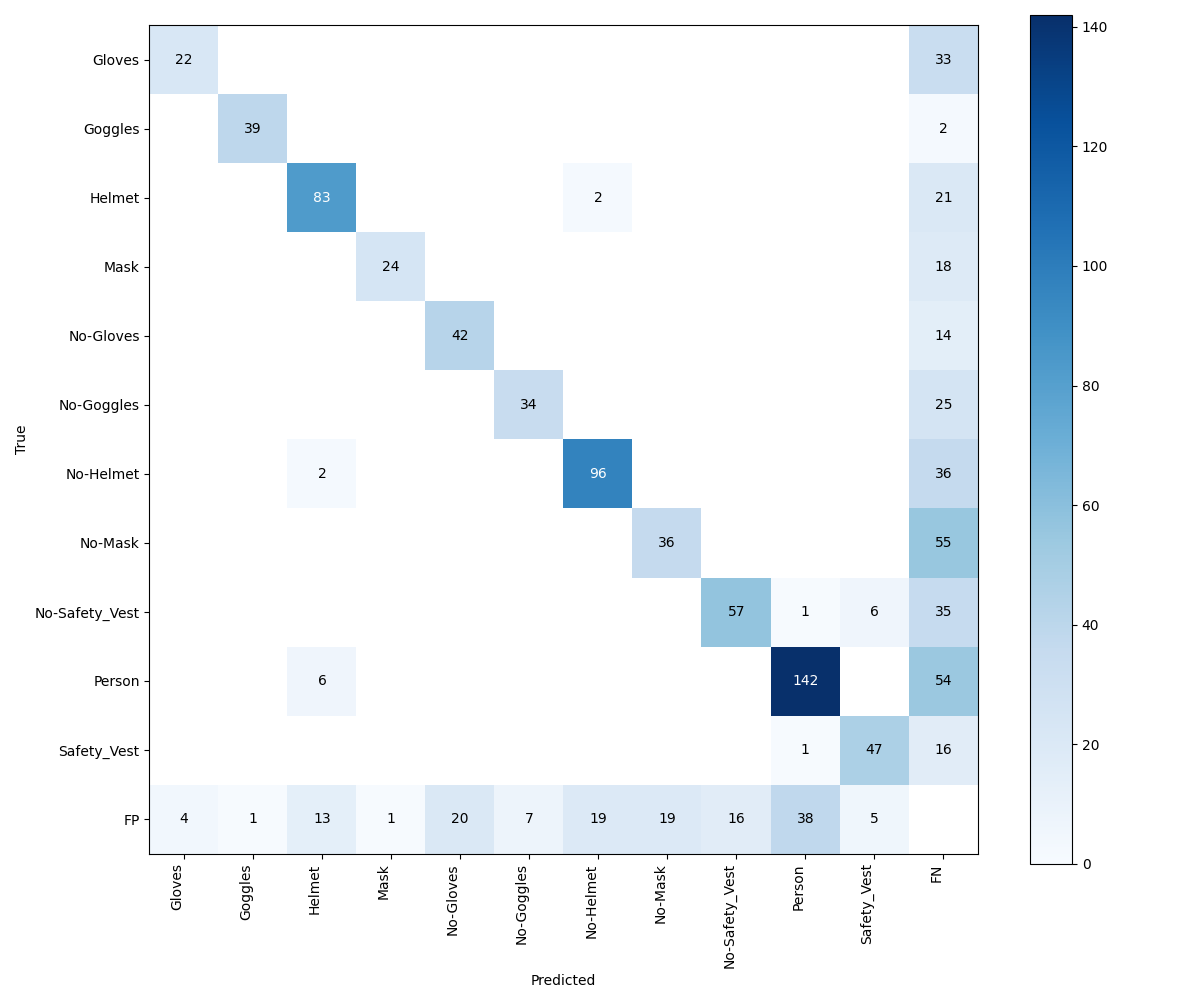 Gloves 22 33 140
Goggles 39 2 120
Helmet 83 2 21
Mask 24 18 100
No-Gloves 42 14
No-Goggles 34 25 80
True
No-Helmet 2 96 36 60
No-Mask 36 55
No-Safety_Vest 57 1 6 35 40
Person 6 142 54
Safety_Vest 1 47 16 20
FP 4 1 13 1 20 7 19 19 16 38 5 0
Gloves Goggles Helmet Mask No-Gloves No-Goggles No-Helmet No-Mask No-Safety_Vest Person Safety_Vest FN
Predicted